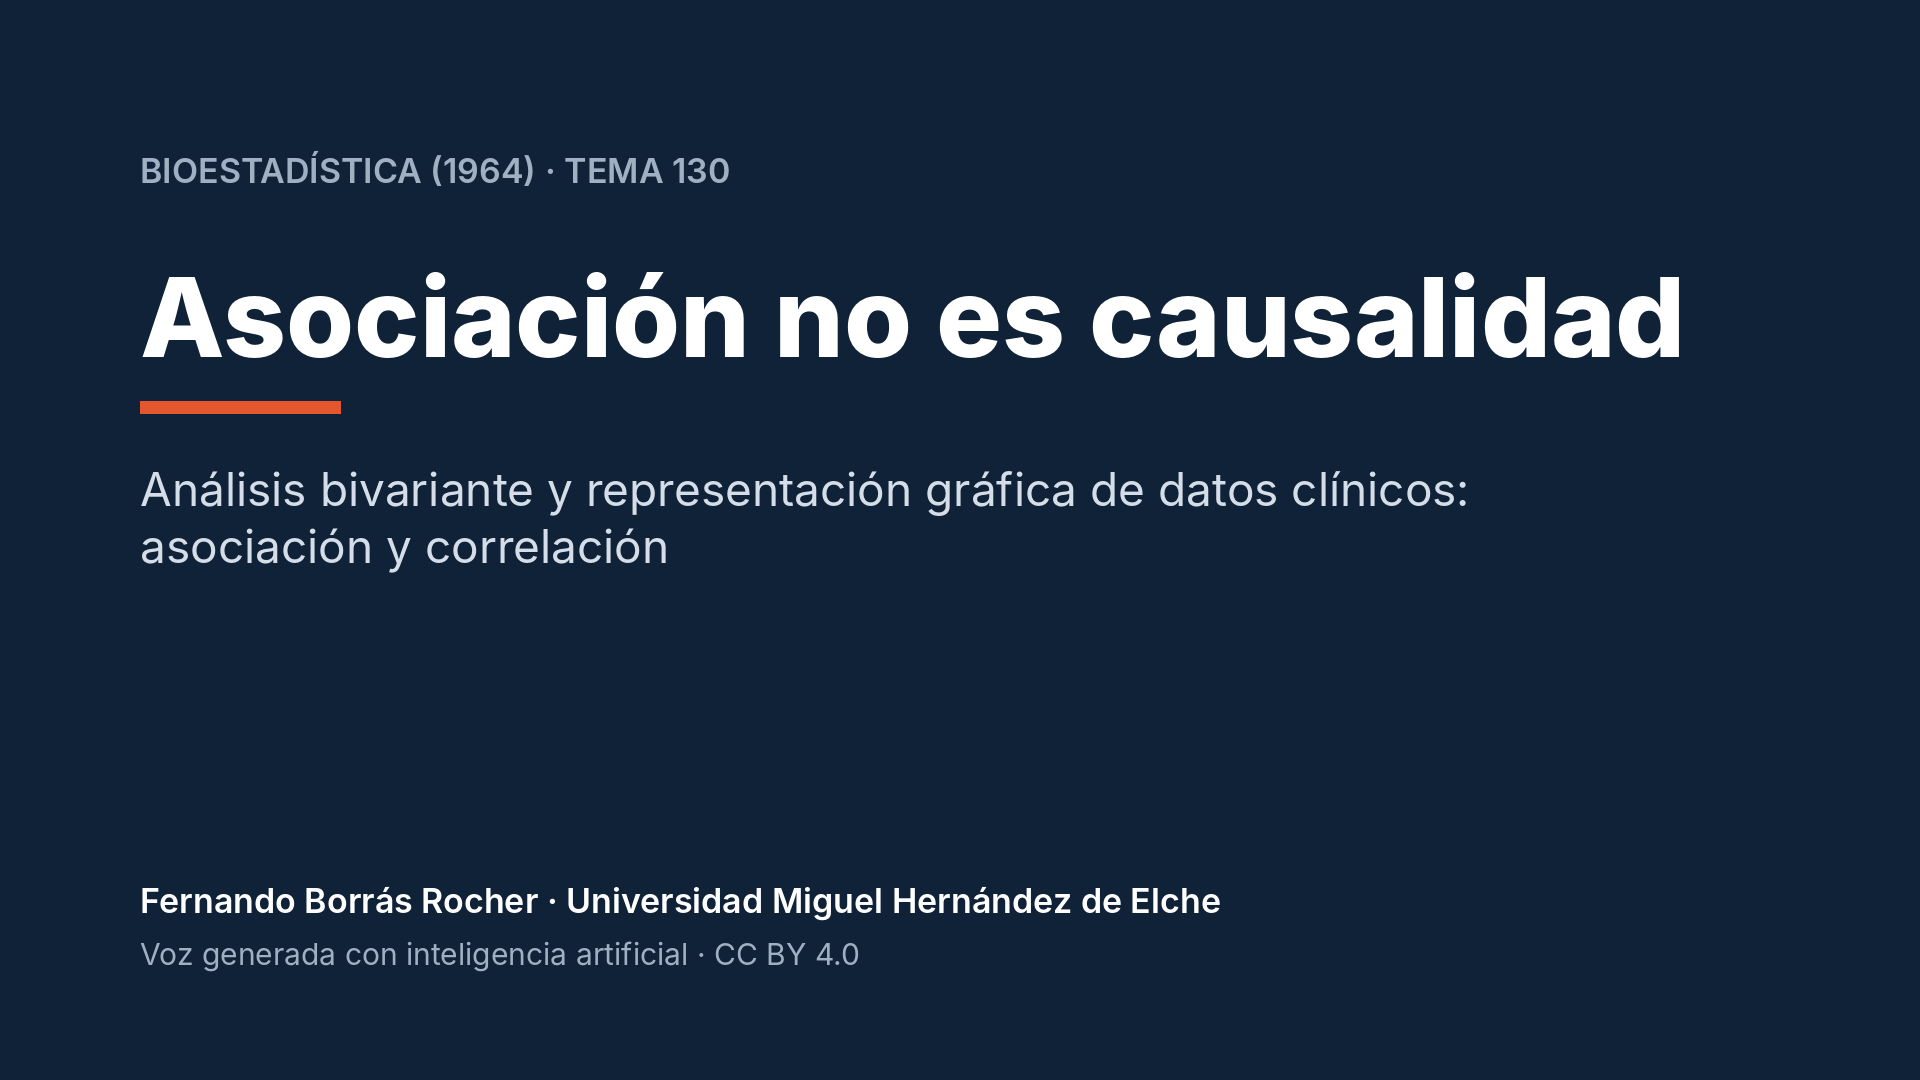 BIOESTADÍSTICA (1964) · TEMA 130
Asociación no es causalidad
Análisis bivariante y representación gráfica de datos clínicos:
asociación y correlación
Fernando Borrás Rocher · Universidad Miguel Hernández de Elche
Voz generada con inteligencia artificial · CC BY 4.0